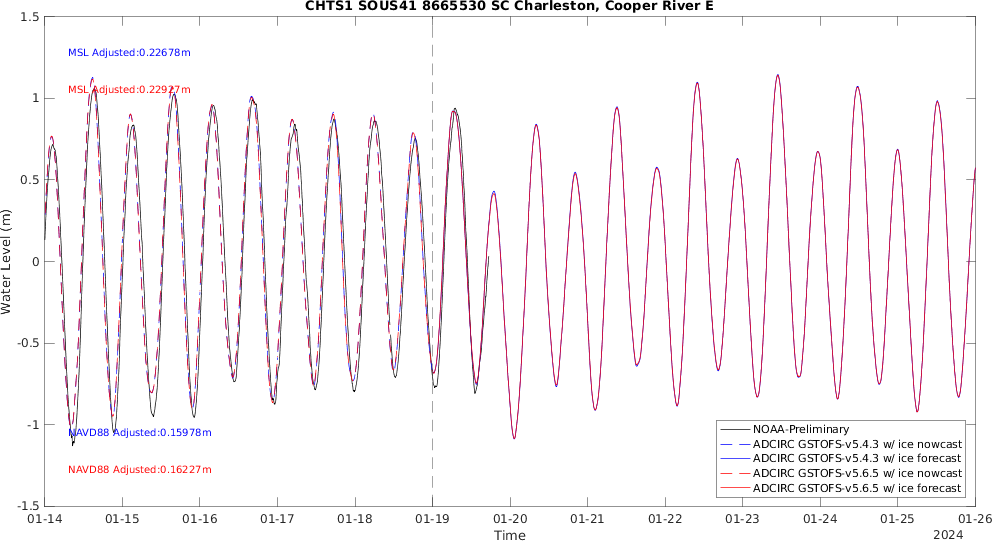 CHTS1 SOUS41 8665530 SC Charleston, Cooper River E
1.5
MSL Adjusted:0.22678m
MSL Adjusted:0.22927m
1
0.5
0
-0.5
-1
-1.5
Water Level (m)
NAVD88 Adjusted:0.15978m
NAVD88 Adjusted:0.16227m
NOAA-Preliminary
ADCIRC GSTOFS-v5.4.3 w/ ice nowcast
ADCIRC GSTOFS-v5.4.3 w/ ice forecast
ADCIRC GSTOFS-v5.6.5 w/ ice nowcast
ADCIRC GSTOFS-v5.6.5 w/ ice forecast
01-14 01-15 01-16 01-17 01-18 01-19 01-20 01-21 01-22 01-23 01-24 01-25 01-26
Time
2024